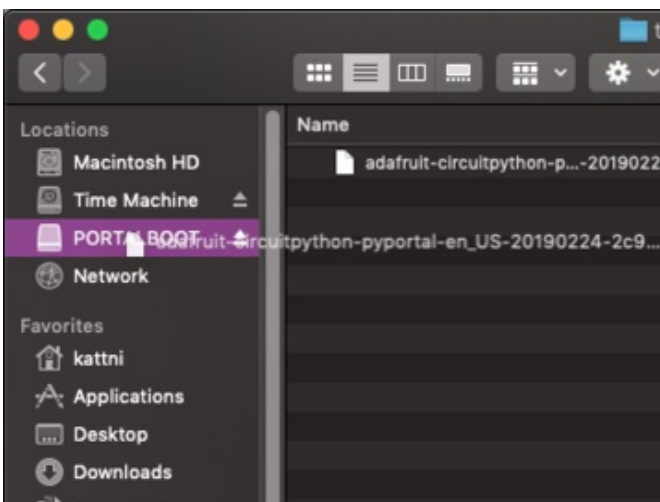 Locations
Name
Macintosh HD
adafruit-circuitpython-p...-2019022
Time Machine
PORTALBOOT
adafruit-circuitpython-pyportal-en_US-20190224-2c9...
Network
Favorites
kattni
Applications
Desktop
Downloads